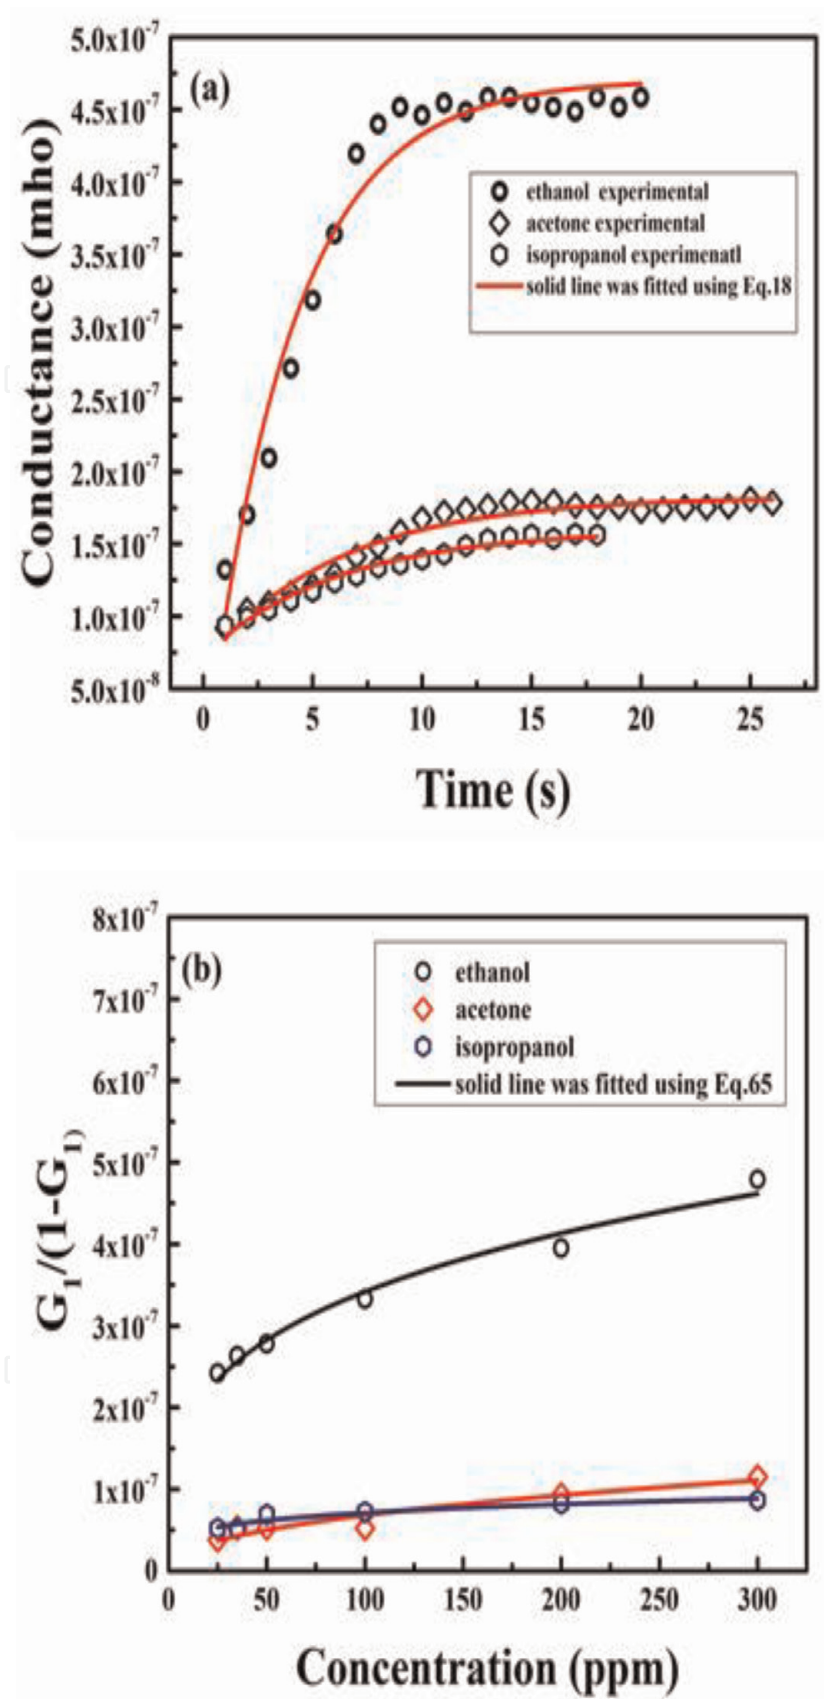 (a)
Conductance (mho)
5.0x10⁻⁷
4.5x10⁻⁷
4.0x10⁻⁷
3.5x10⁻⁷
3.0x10⁻⁷
2.5x10⁻⁷
2.0x10⁻⁷
1.5x10⁻⁷
1.0x10⁻⁷
5.0x10⁻⁸
ethanol experimental
acetone experimental
isopropanol experimenatl
solid line was fitted using Eq.18
0 5 10 15 20 25
Time (s)
(b)
G₁/(1-G₁)
8x10⁻⁷
7x10⁻⁷
6x10⁻⁷
5x10⁻⁷
4x10⁻⁷
3x10⁻⁷
2x10⁻⁷
1x10⁻⁷
0
ethanol
acetone
isopropanol
solid line was fitted using Eq.65
0 50 100 150 200 250 300
Concentration (ppm)